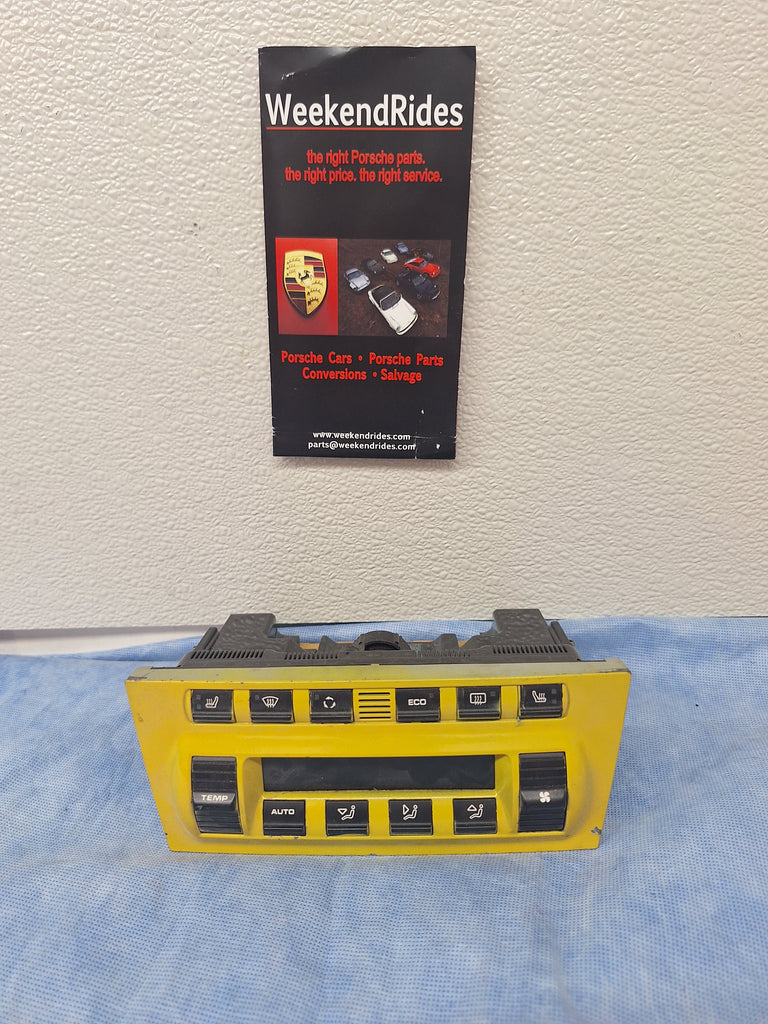 WeekendRides
the right Porsche parts.
the right price. the right service.
Porsche Cars • Porsche Parts
Conversions • Salvage
www.weekendrides.com
parts@weekendrides.com
ECO
TEMP
AUTO